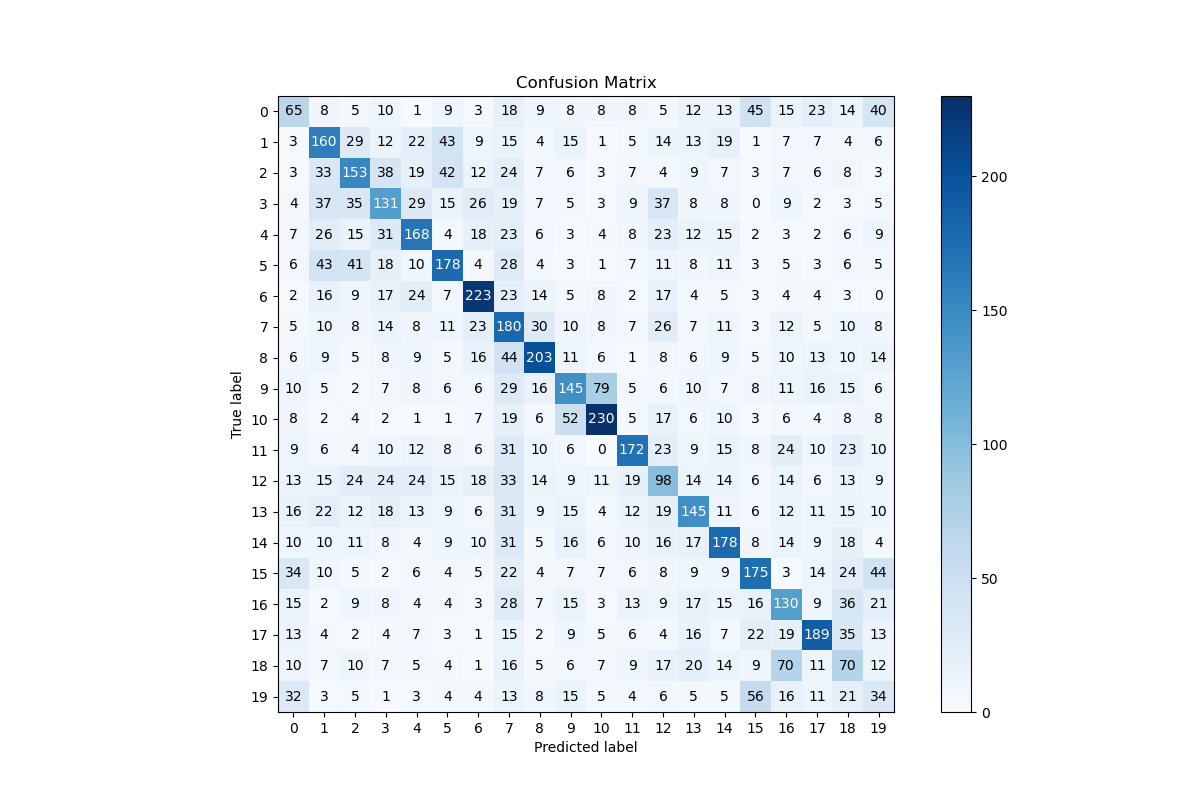 Confusion Matrix
0 65 8 5 10 1 9 3 18 9 8 8 8 5 12 13 45 15 23 14 40
1 3 160 29 12 22 43 9 15 4 15 1 5 14 13 19 1 7 7 4 6
2 3 33 153 38 19 42 12 24 7 6 3 7 4 9 7 3 7 6 8 3
3 4 37 35 131 29 15 26 19 7 5 3 9 37 8 8 0 9 2 3 5
4 7 26 15 31 168 4 18 23 6 3 4 8 23 12 15 2 3 2 6 9
5 6 43 41 18 10 178 4 28 4 3 1 7 11 8 11 3 5 3 6 5
6 2 16 9 17 24 7 223 23 14 5 8 2 17 4 5 3 4 4 3 0
7 5 10 8 14 8 11 23 180 30 10 8 7 26 7 11 3 12 5 10 8
8 6 9 5 8 9 5 16 44 203 11 6 1 8 6 9 5 10 13 10 14
9 10 5 2 7 8 6 6 29 16 145 79 5 6 10 7 8 11 16 15 6
10 8 2 4 2 1 1 7 19 6 52 230 5 17 6 10 3 6 4 8 8
11 9 6 4 10 12 8 6 31 10 6 0 172 23 9 15 8 24 10 23 10
12 13 15 24 24 24 15 18 33 14 9 11 19 98 14 14 6 14 6 13 9
13 16 22 12 18 13 9 6 31 9 15 4 12 19 145 11 6 12 11 15 10
14 10 10 11 8 4 9 10 31 5 16 6 10 16 17 178 8 14 9 18 4
15 34 10 5 2 6 4 5 22 4 7 7 6 8 9 9 175 3 14 24 44
16 15 2 9 8 4 4 3 28 7 15 3 13 9 17 15 16 130 9 36 21
17 13 4 2 4 7 3 1 15 2 9 5 6 4 16 7 22 19 189 35 13
18 10 7 10 7 5 4 1 16 5 6 7 9 17 20 14 9 70 11 70 12
19 32 3 5 1 3 4 4 13 8 15 5 4 6 5 5 56 16 11 21 34
0 1 2 3 4 5 6 7 8 9 10 11 12 13 14 15 16 17 18 19
Predicted label
True label
200
150
100
50
0